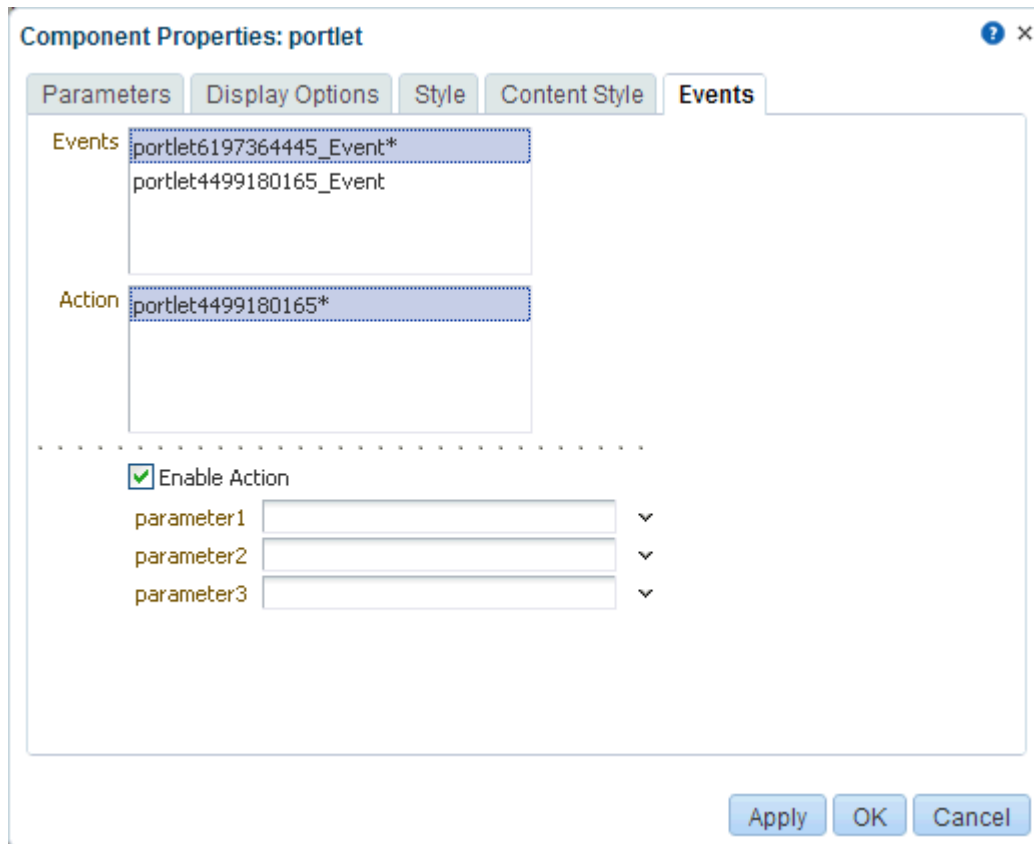 Component Properties: portlet
Parameters Display Options Style Content Style Events
Events portlet6197364445_Event*
portlet4499180165_Event
Action portlet4499180165*
Enable Action
parameter1
parameter2
parameter3
Apply OK Cancel